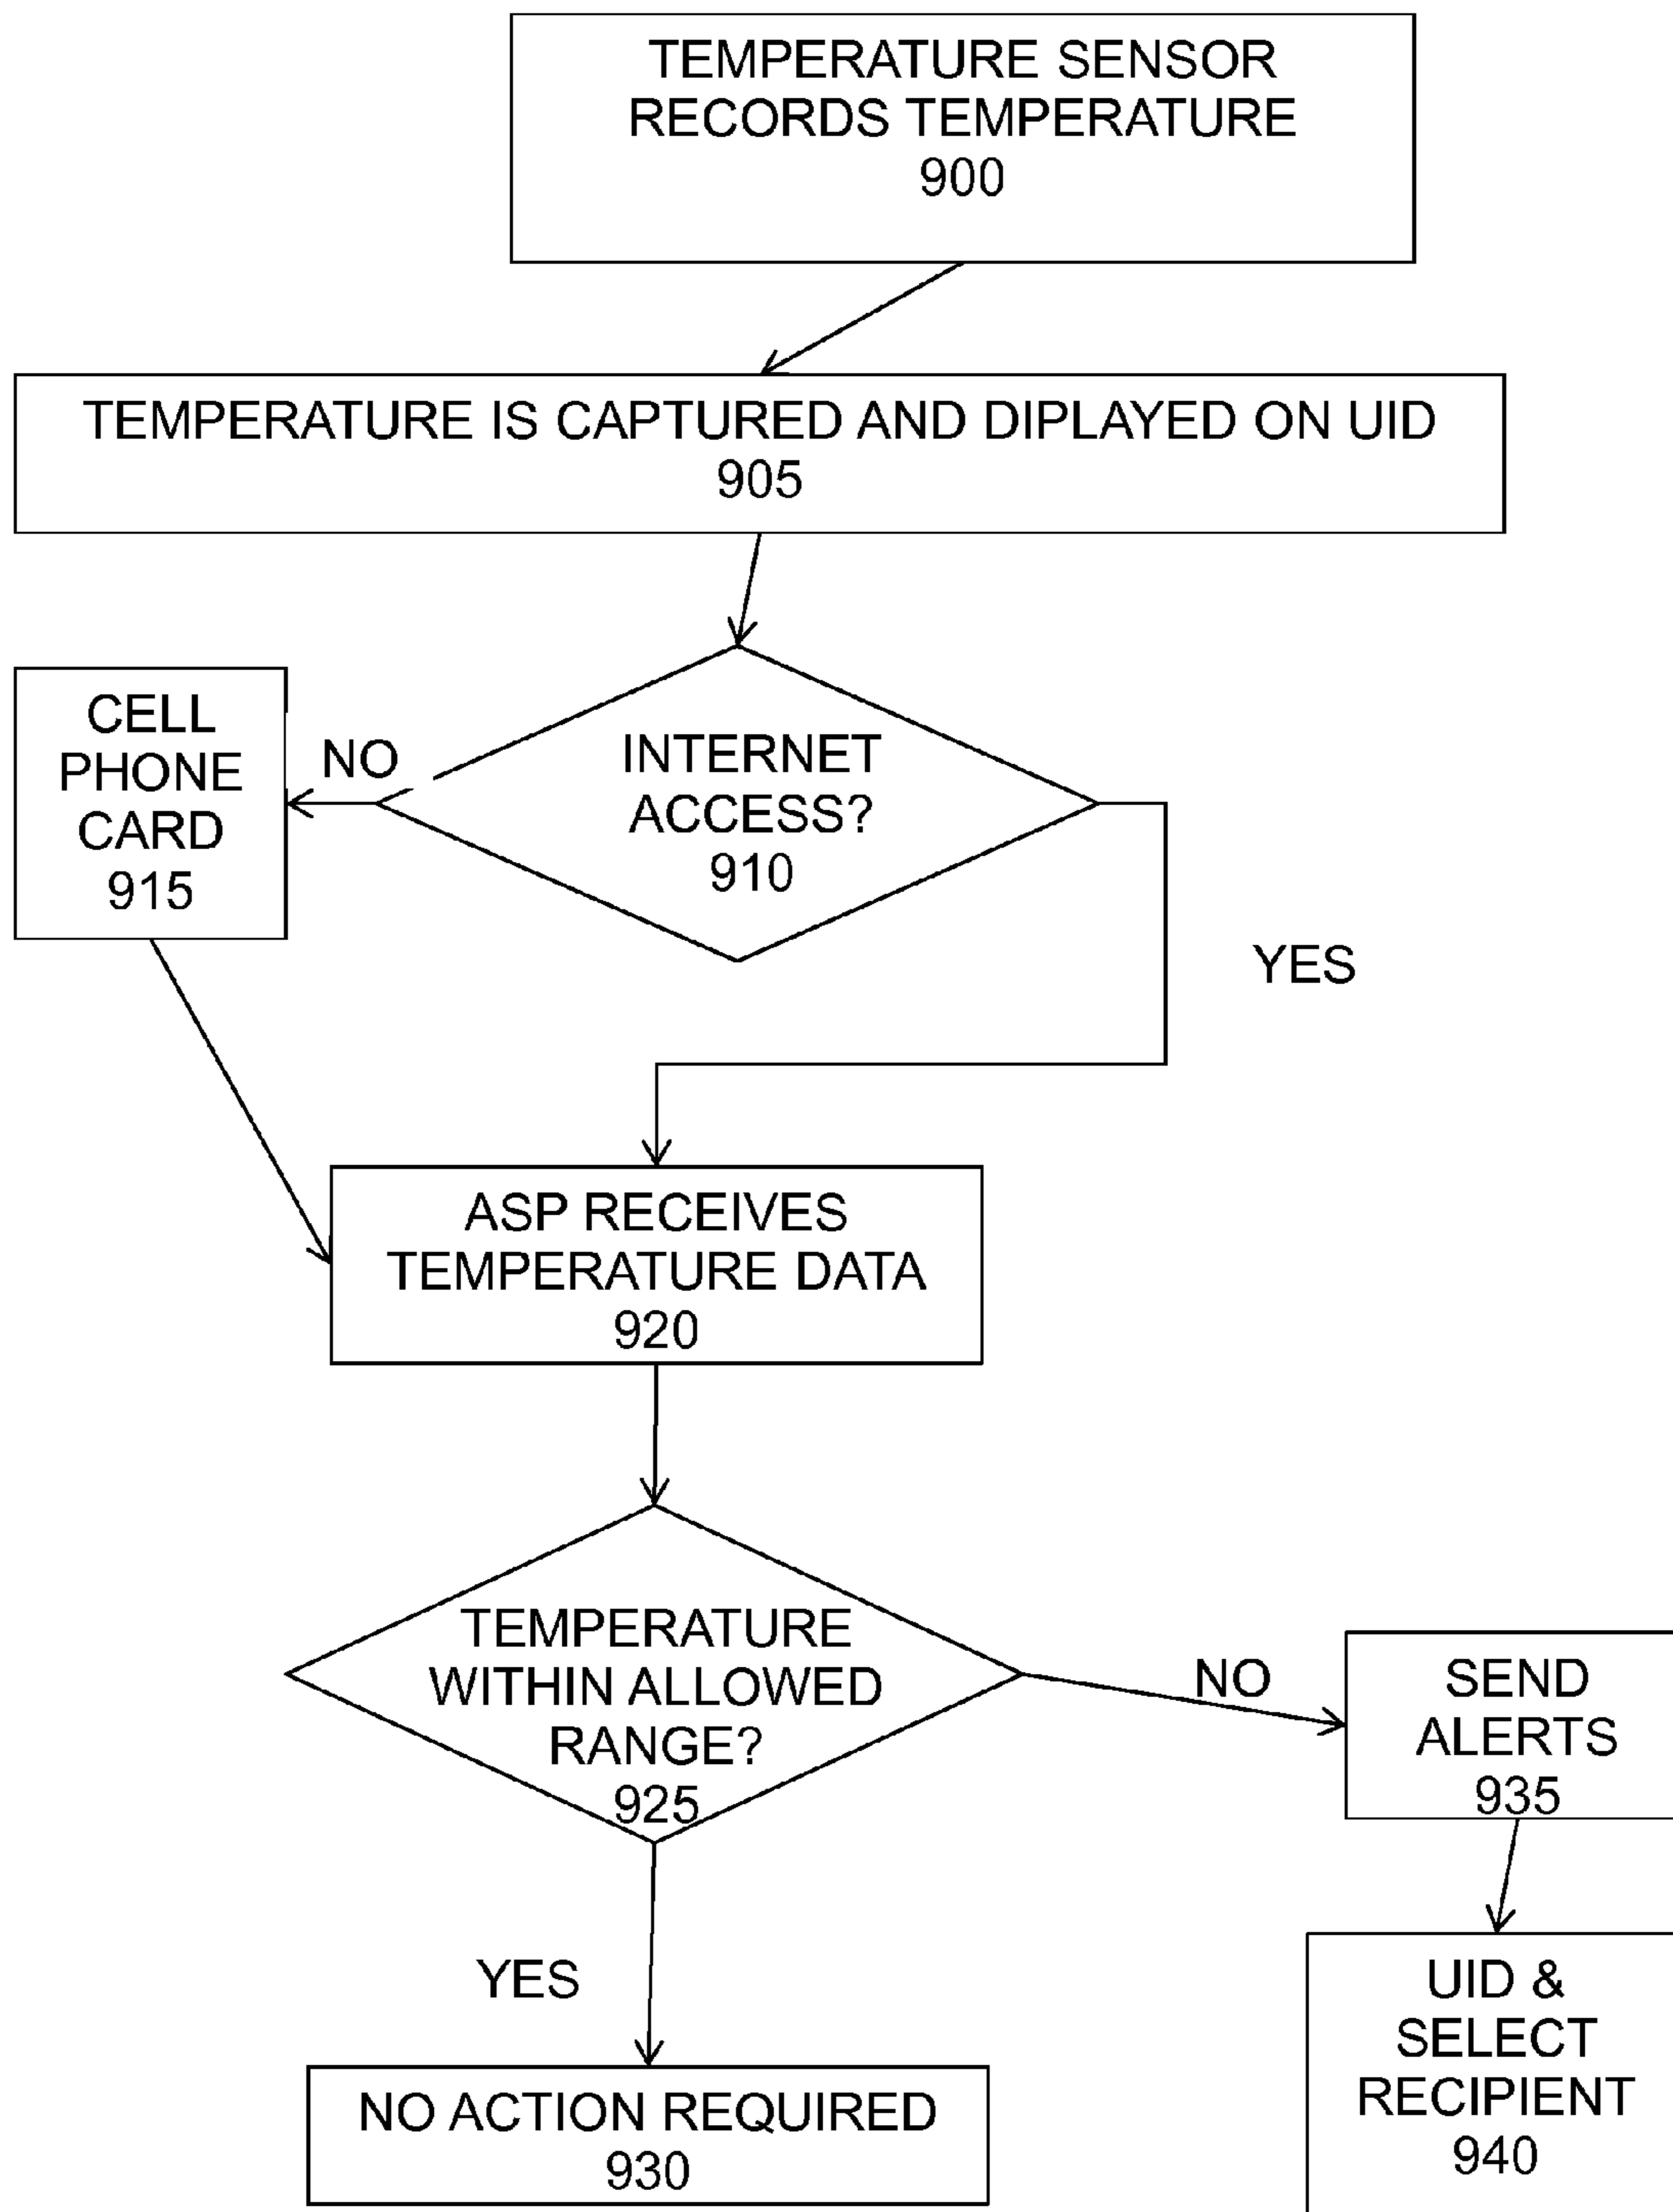 TEMPERATURE SENSOR
RECORDS TEMPERATURE
900
TEMPERATURE IS CAPTURED AND DIPLAYED ON UID
905
CELL
PHONE
CARD
915
NO
INTERNET
ACCESS?
910
YES
ASP RECEIVES
TEMPERATURE DATA
920
TEMPERATURE
WITHIN ALLOWED
RANGE?
925
NO
SEND
ALERTS
935
YES
UID &
SELECT
RECIPIENT
940
NO ACTION REQUIRED
930